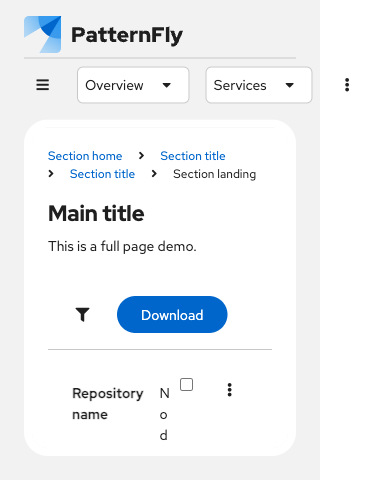 PatternFly
Overview
Services
Section home
Section title
Section title
Section landing
Main title
This is a full page demo.
Download
Repository
name
N
o
d